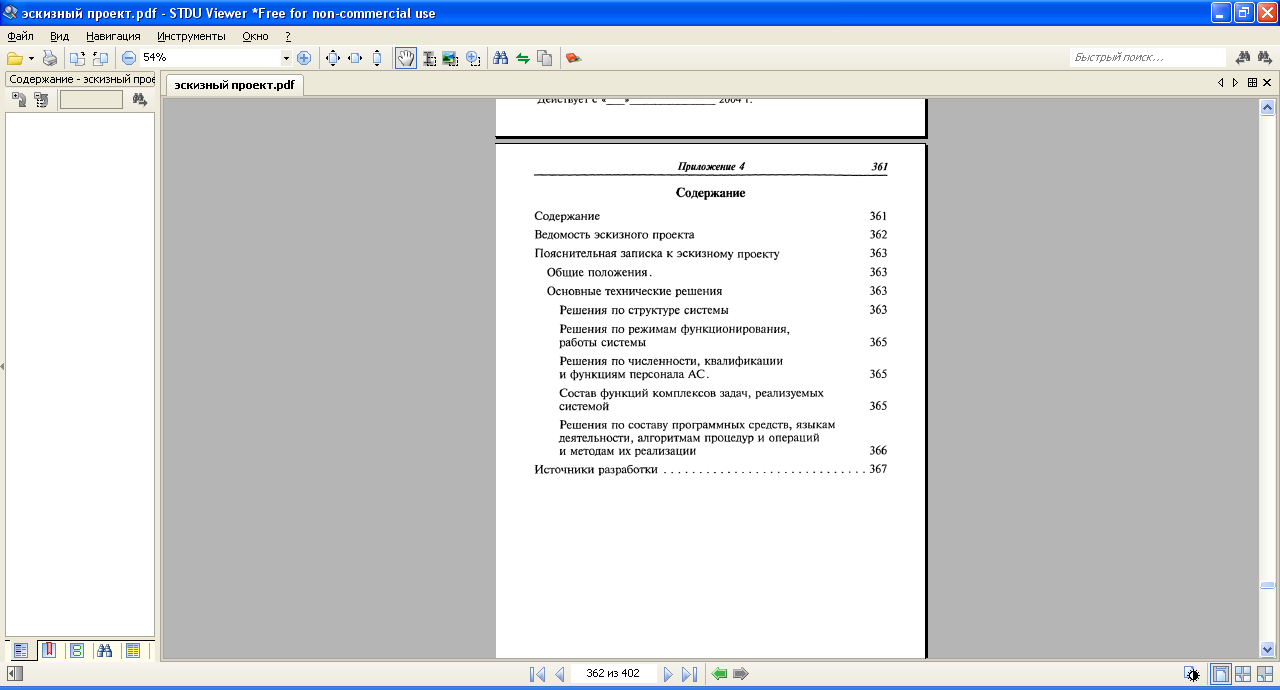 эскизный проект.pdf - STDU Viewer *Free for non-commercial use
Файл Вид Навигация Инструменты Окно ?
54%
Быстрый поиск...
Содержание - эскизный прое
эскизный проект.pdf
Действует с «___»_______________ 2004 г.
Приложение 4 361
Содержание
Содержание 361
Ведомость эскизного проекта 362
Пояснительная записка к эскизному проекту 363
Общие положения. 363
Основные технические решения 363
Решения по структуре системы 363
Решения по режимам функционирования,
работы системы 365
Решения по численности, квалификации
и функциям персонала АС. 365
Состав функций комплексов задач, реализуемых
системой 365
Решения по составу программных средств, языкам
деятельности, алгоритмам процедур и операций
и методам их реализации 366
Источники разработки . . . . . . . . . . . . . . . . . . . . . . . . . . . . 367
362 из 402